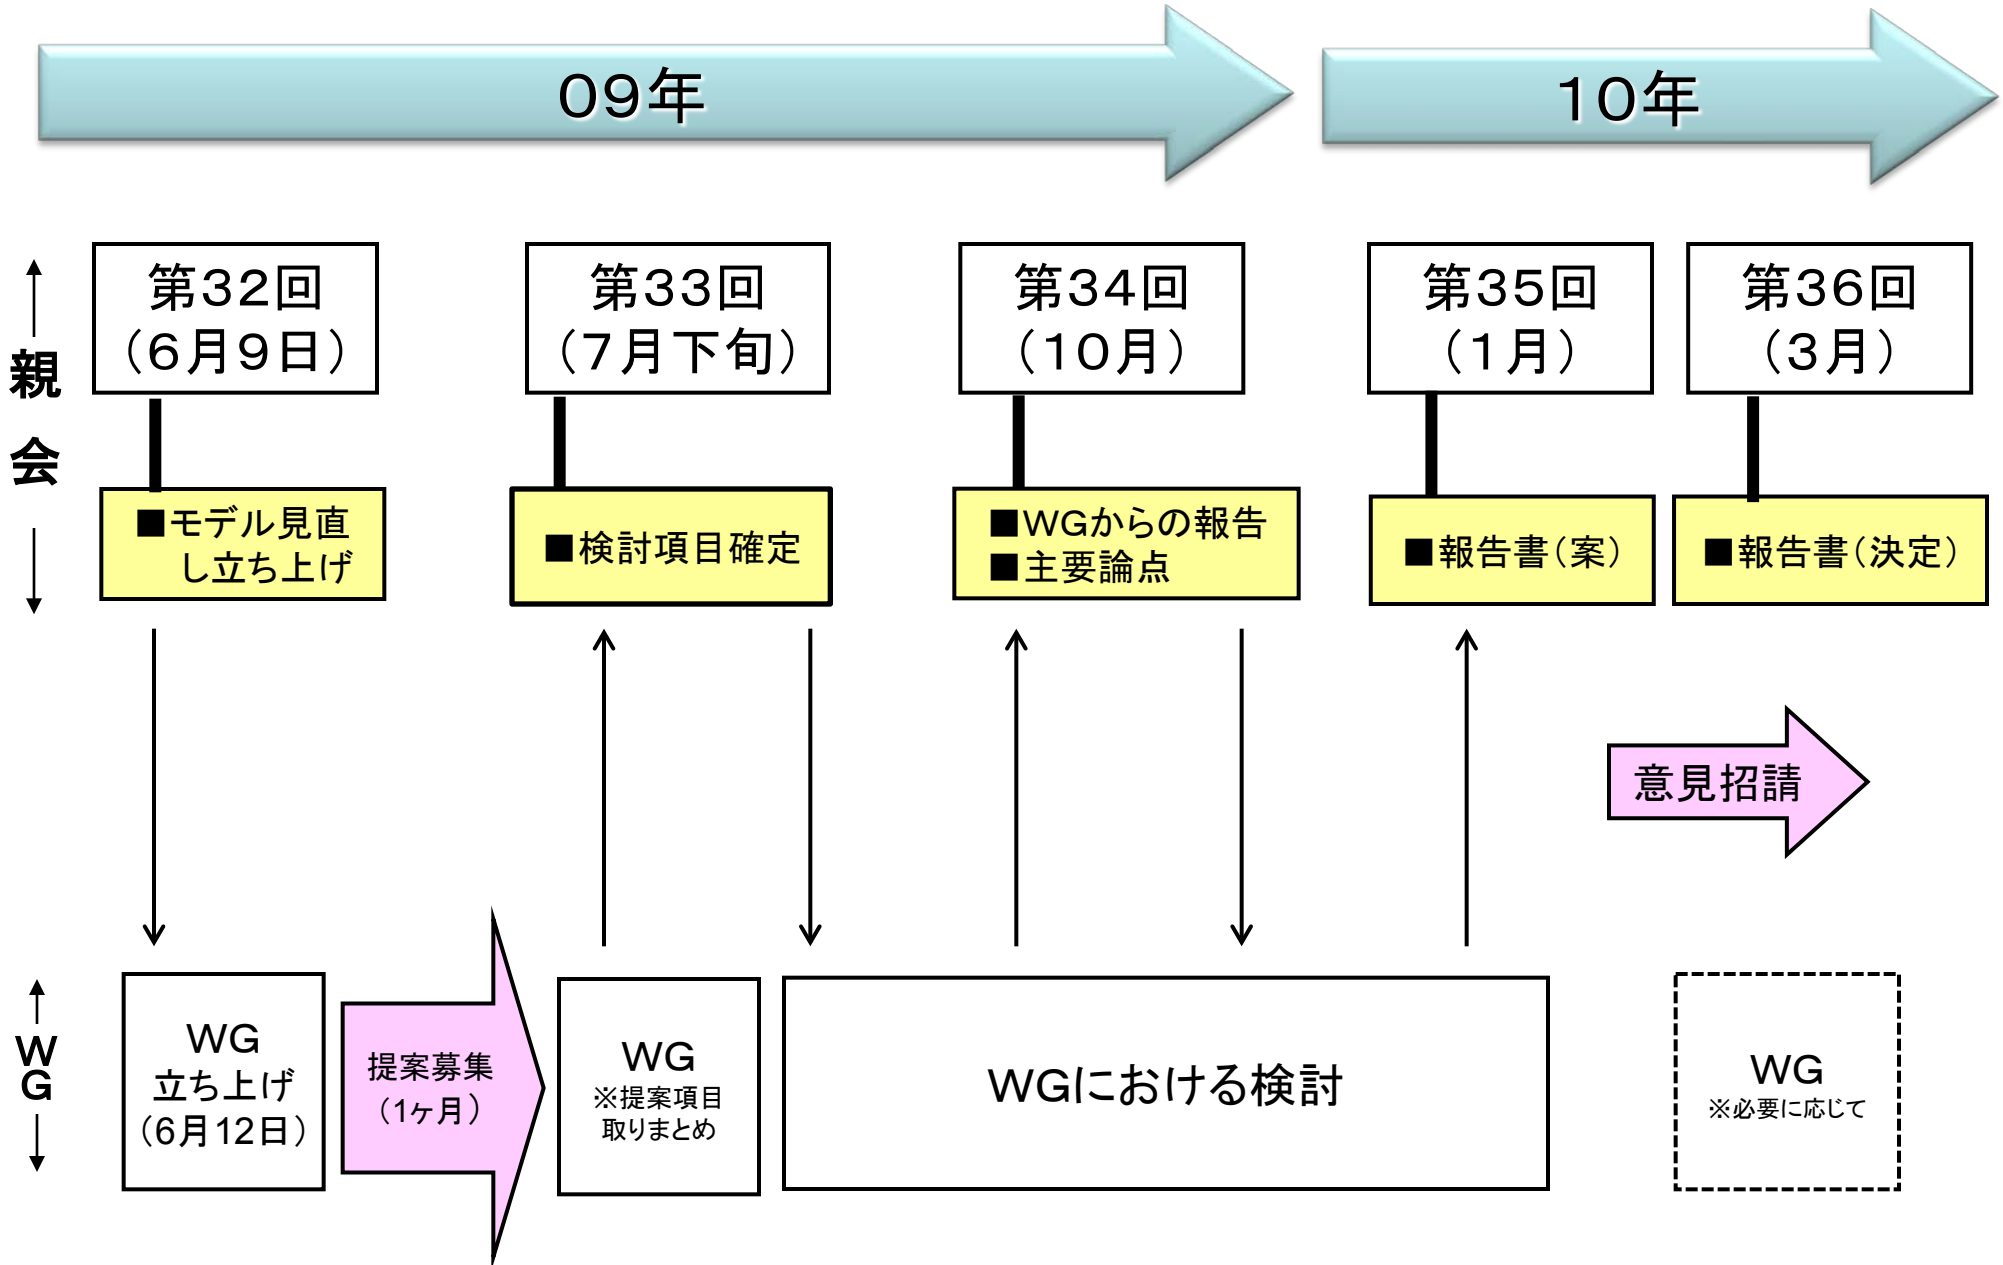 09年
10年
第32回
（6月9日）
第33回
（7月下旬）
第34回
（10月）
第35回
（1月）
第36回
（3月）
親会
■モデル見直
し立ち上げ
■検討項目確定
■WGからの報告
■主要論点
■報告書（案）
■報告書（決定）
意見招請
WG
WG
立ち上げ
（6月12日）
提案募集
（1ヶ月）
WG
※提案項目
取りまとめ
WGにおける検討
WG
※必要に応じて